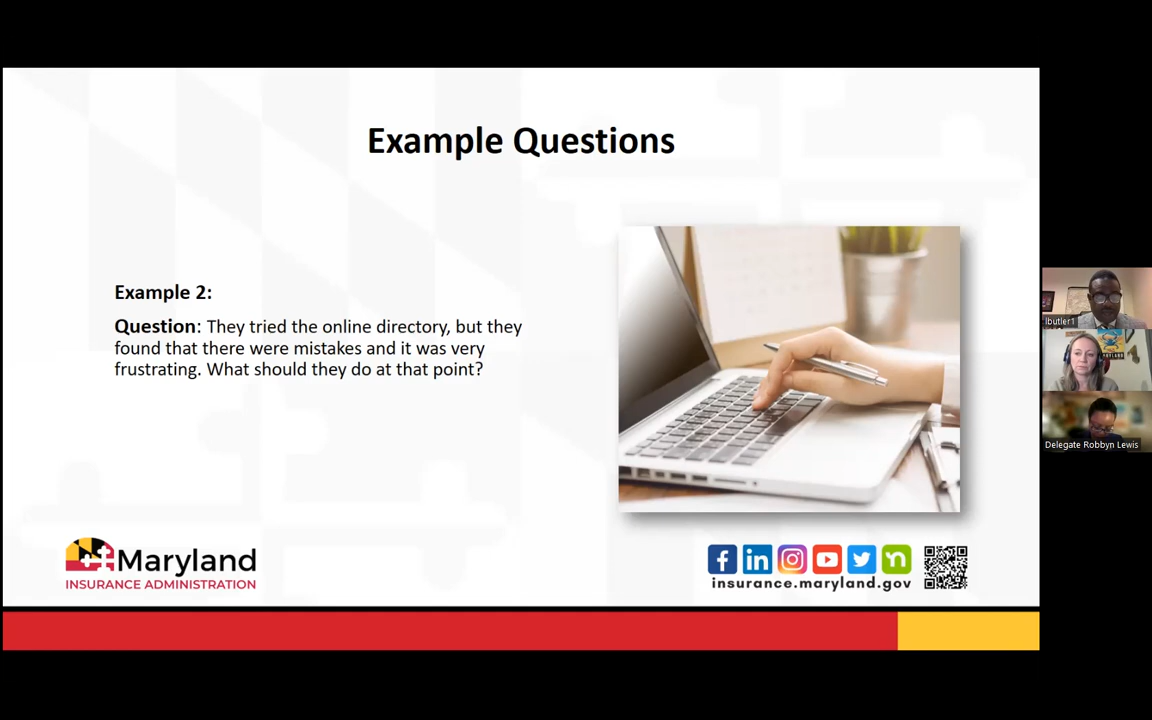 Example Questions
Example 2:
Question: They tried the online directory, but they
found that there were mistakes and it was very
frustrating. What should they do at that point?
Maryland
INSURANCE ADMINISTRATION
insurance.maryland.gov
lbutler1
Delegate Robbyn Lewis